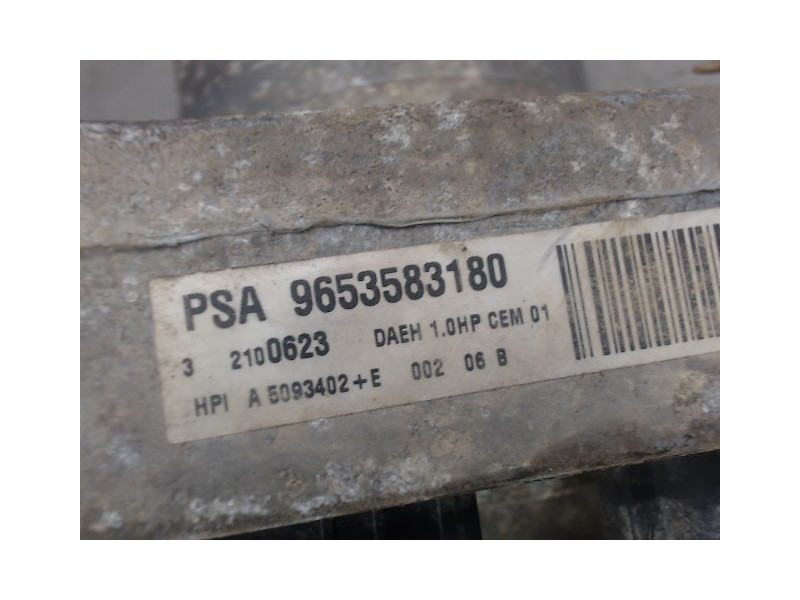 PSA 9653583180
3 2100623 DAEH 1.0HP CEM 01
HPI A 5093402+E 002 06 B